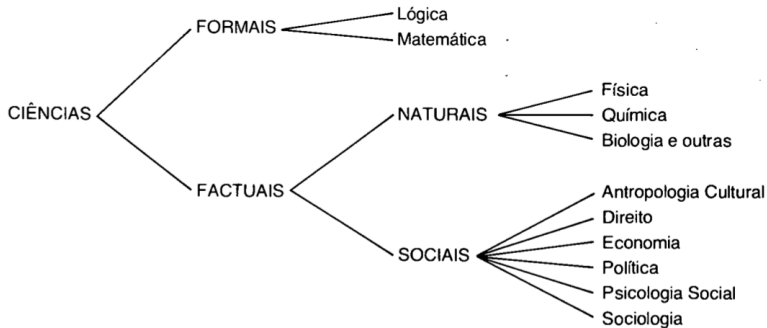 CIÊNCIAS
FORMAIS
Lógica
Matemática
FACTUAIS
NATURAIS
Física
Química
Biologia e outras
SOCIAIS
Antropologia Cultural
Direito
Economia
Política
Psicologia Social
Sociologia